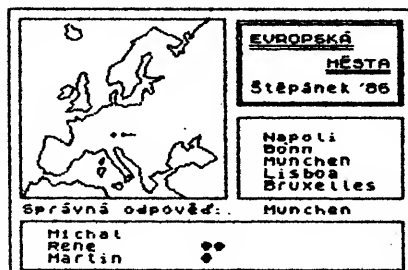 EVROPSKÁ
MĚSTA
Štěpánek '86
Napoli
Bonn
Munchen
Lisboa
Bruxelles
Správná odpověď:. Munchen
Michal
Rene
Martin